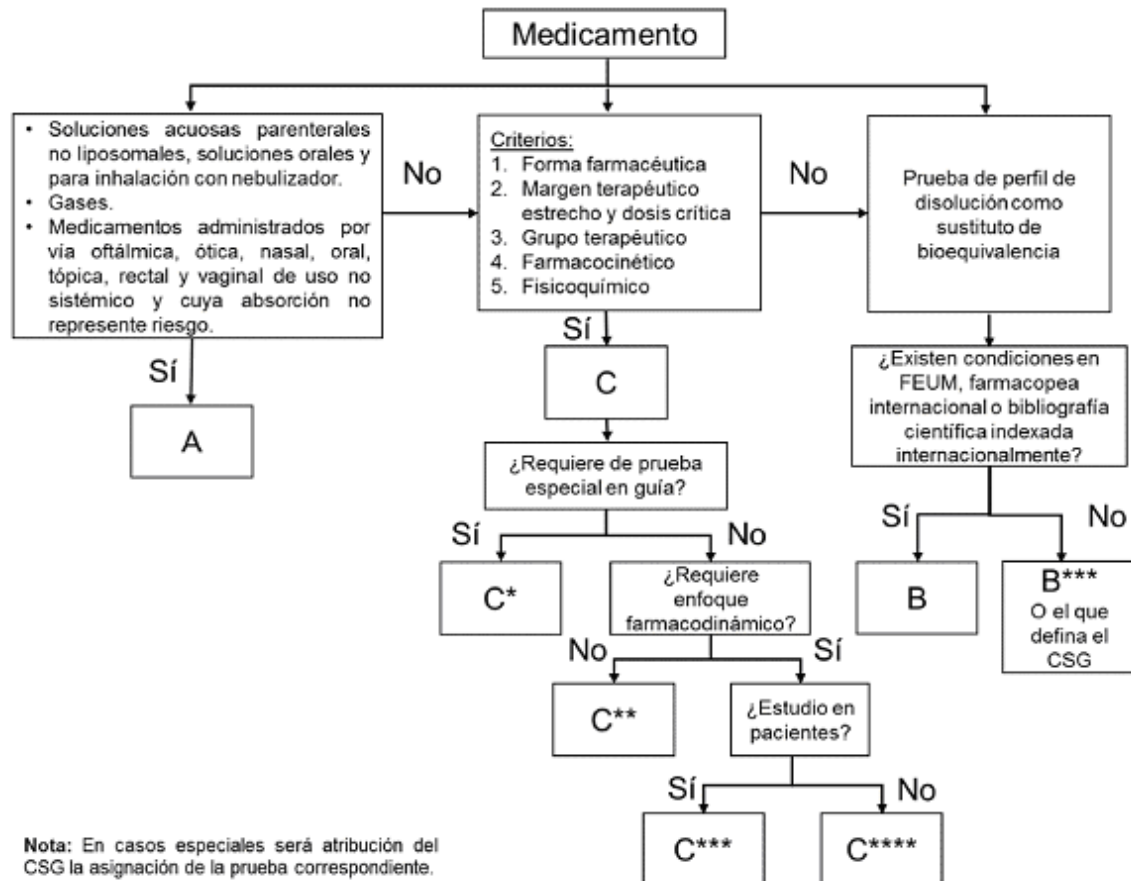 Medicamento
• Soluciones acuosas parenterales
no liposomales, soluciones orales y
para inhalación con nebulizador.
• Gases.
• Medicamentos administrados por
vía oftálmica, ótica, nasal, oral,
tópica, rectal y vaginal de uso no
sistémico y cuya absorción no
represente riesgo.
No
Criterios:
1. Forma farmacéutica
2. Margen terapéutico
estrecho y dosis crítica
3. Grupo terapéutico
4. Farmacocinético
5. Fisicoquímico
No
Prueba de perfil de
disolución como
sustituto de
bioequivalencia
Sí
A
Sí
C
¿Existen condiciones en
FEUM, farmacopea
internacional o bibliografía
científica indexada
internacionalmente?
¿Requiere de prueba
especial en guía?
Sí
No
Sí
No
C*
¿Requiere
enfoque
farmacodinámico?
B
B***
O el que
defina el
CSG
No
Sí
C**
¿Estudio en
pacientes?
Sí
No
C***
C****
Nota: En casos especiales será atribución del
CSG la asignación de la prueba correspondiente.